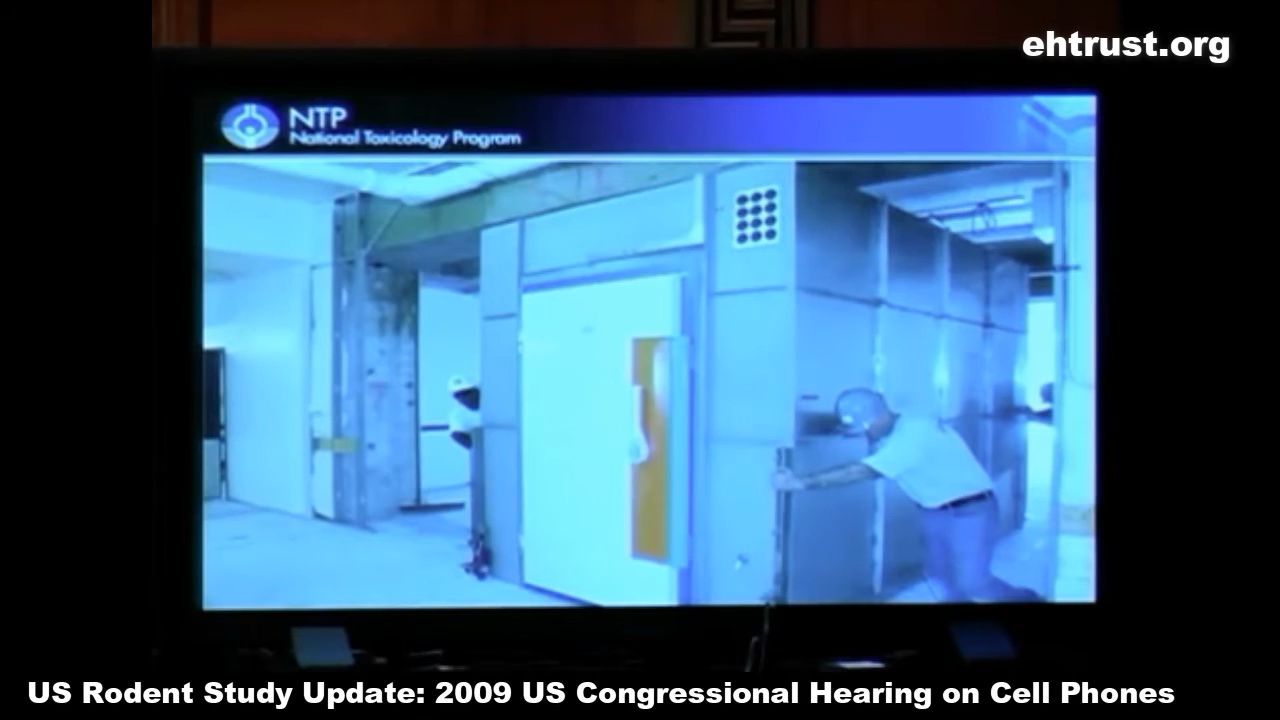 ehtrust.org
NTP
National Toxicology Program
US Rodent Study Update: 2009 US Congressional Hearing on Cell Phones